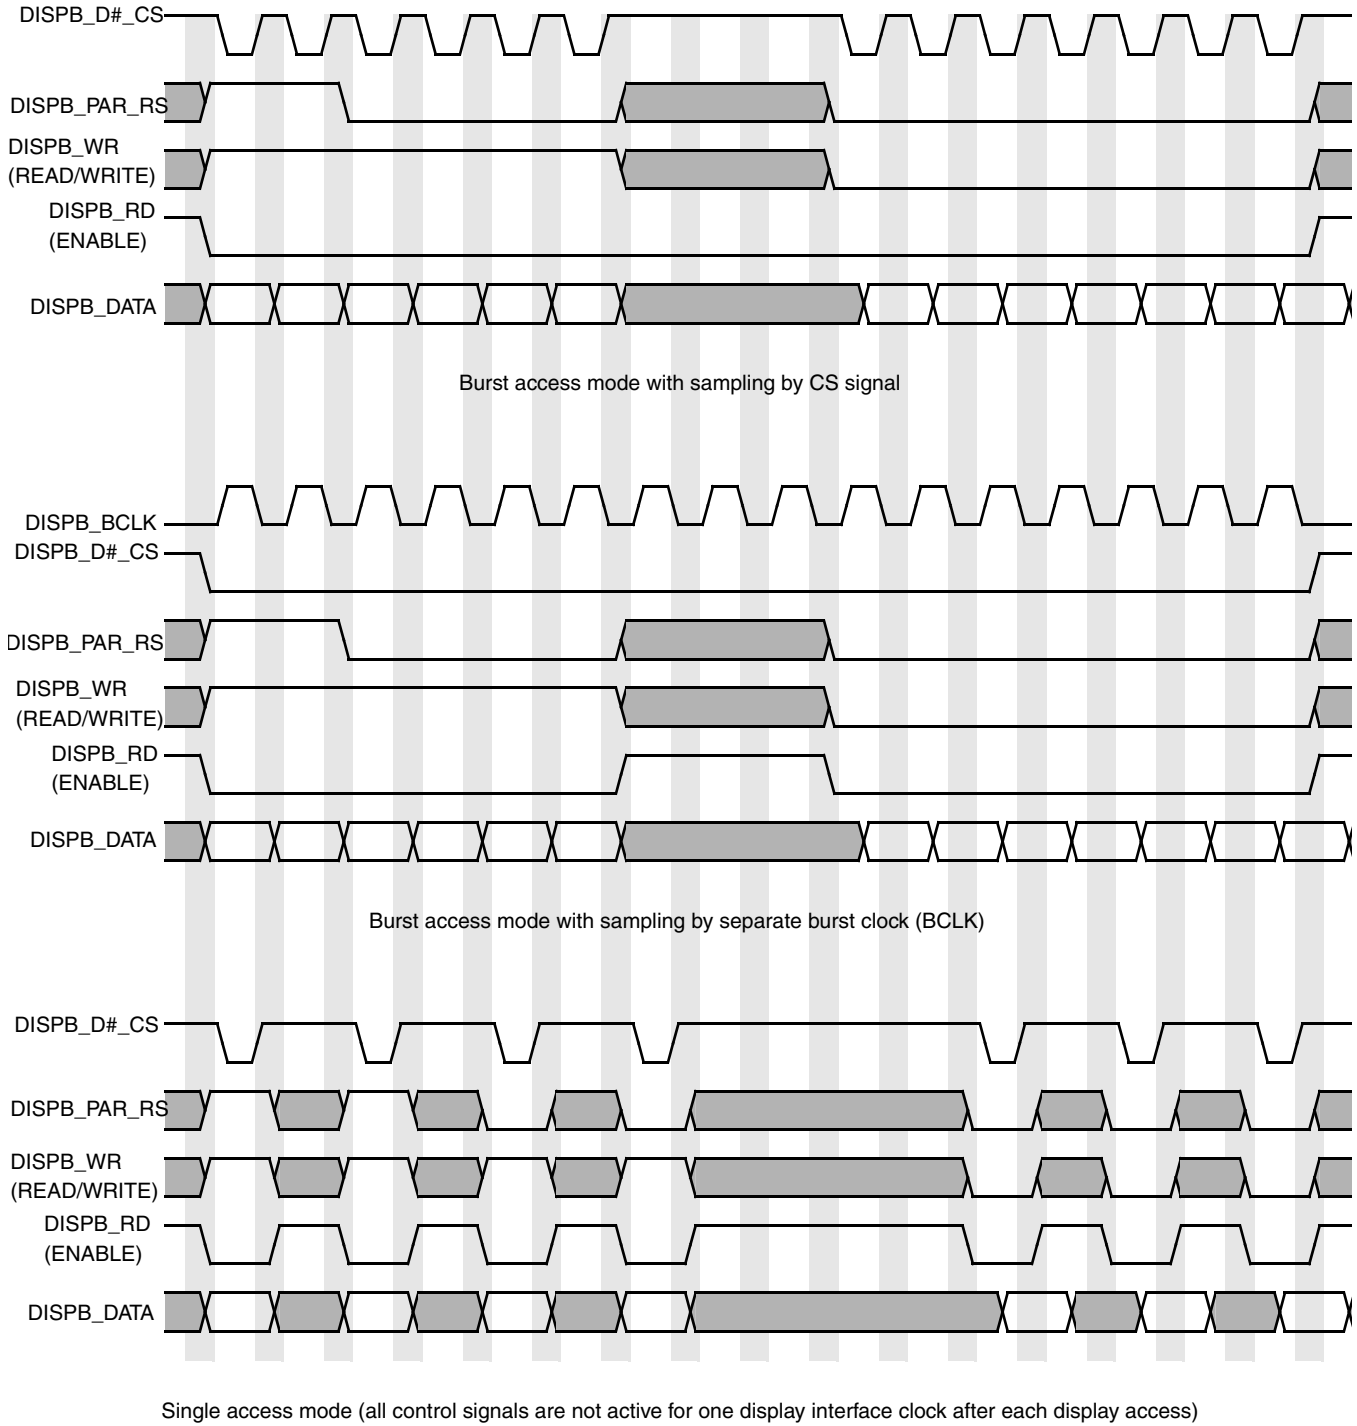 DISPB_D#_CS
DISPB_PAR_RS
DISPB_WR
(READ/WRITE)
DISPB_RD
(ENABLE)
DISPB_DATA
Burst access mode with sampling by CS signal
DISPB_BCLK
DISPB_D#_CS
DISPB_PAR_RS
DISPB_WR
(READ/WRITE)
DISPB_RD
(ENABLE)
DISPB_DATA
Burst access mode with sampling by separate burst clock (BCLK)
DISPB_D#_CS
DISPB_PAR_RS
DISPB_WR
(READ/WRITE)
DISPB_RD
(ENABLE)
DISPB_DATA
Single access mode (all control signals are not active for one display interface clock after each display access)